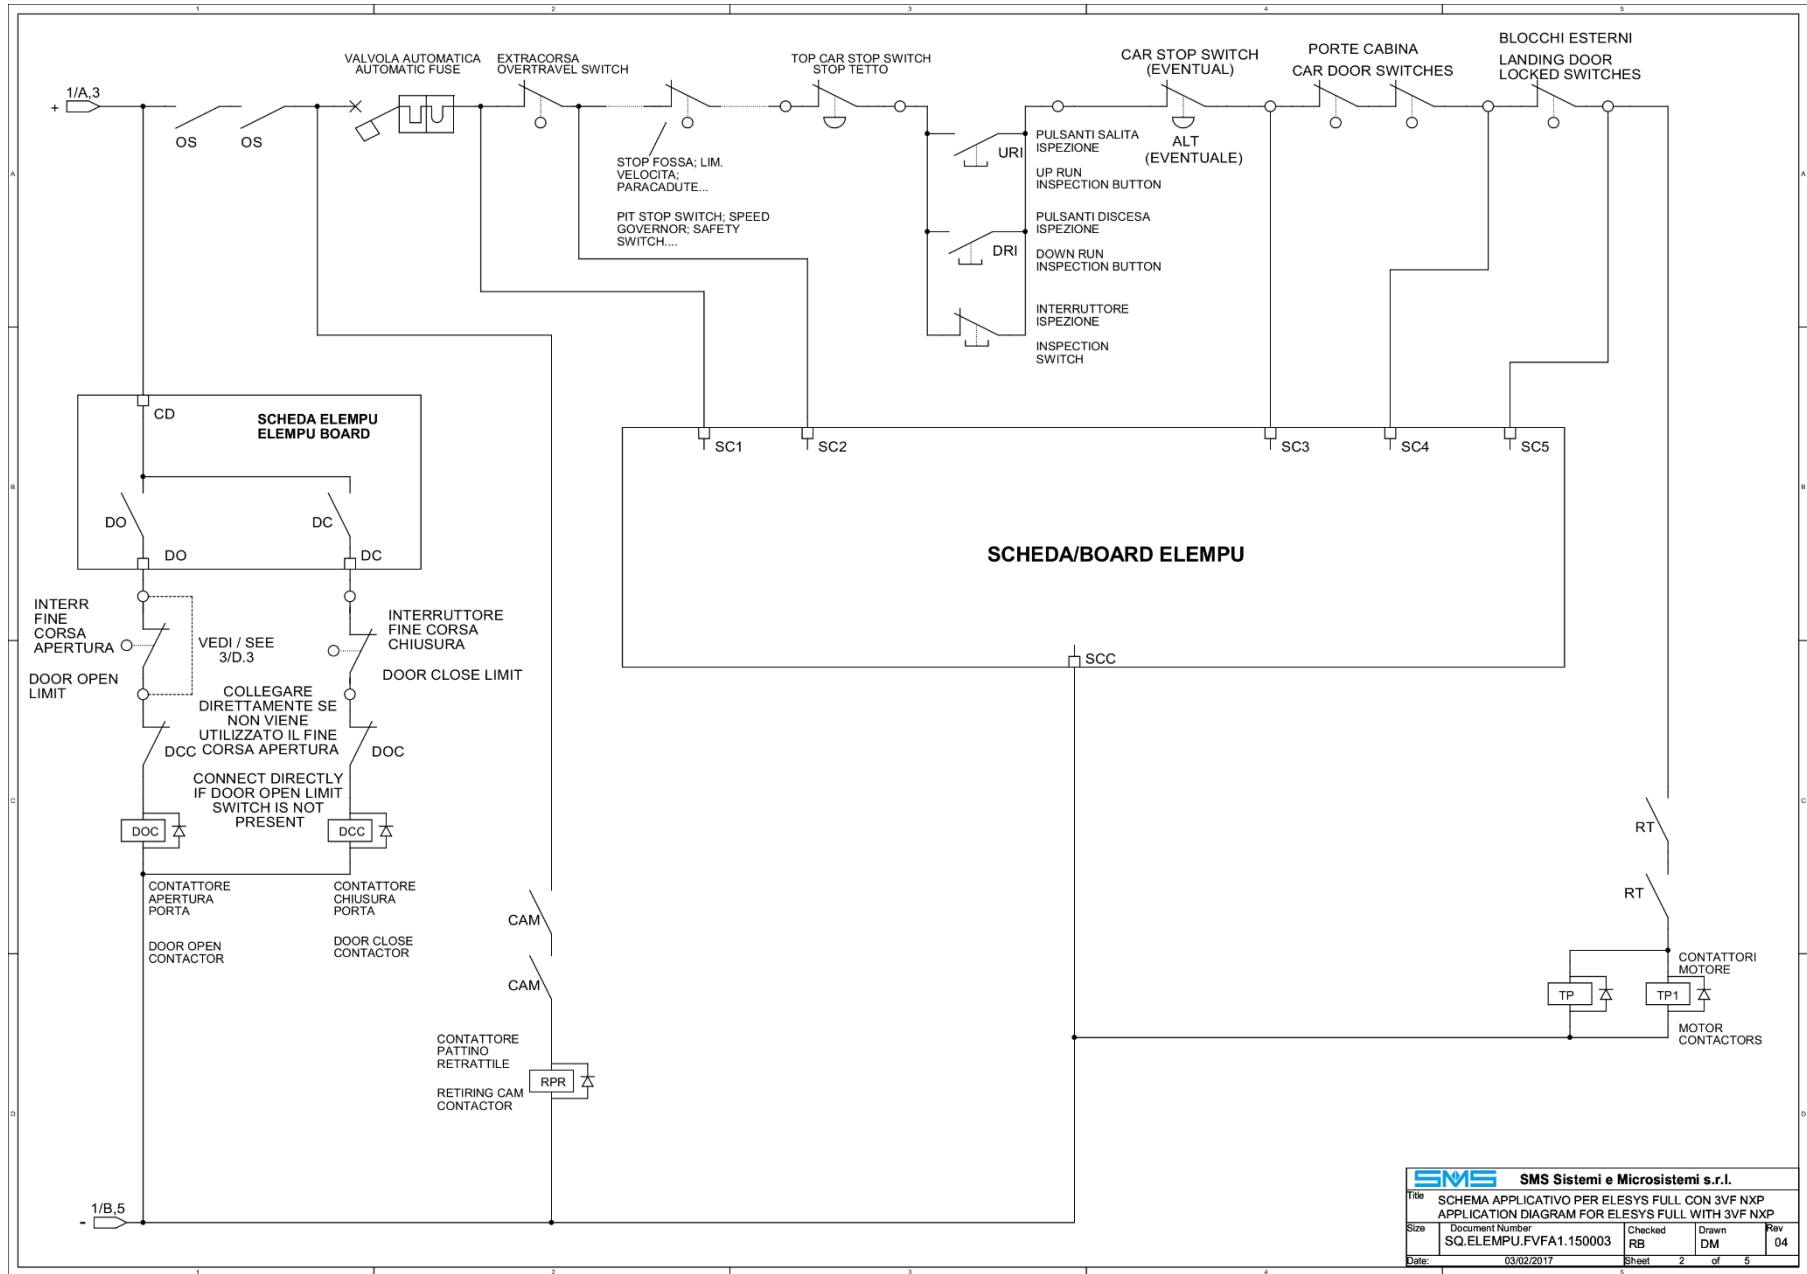 1
2
3
4
5
VALVOLA AUTOMATICA
AUTOMATIC FUSE
EXTRACORSA
OVERTRAVEL SWITCH
TOP CAR STOP SWITCH
STOP TETTO
CAR STOP SWITCH
(EVENTUAL)
PORTE CABINA
CAR DOOR SWITCHES
BLOCCHI ESTERNI
LANDING DOOR
LOCKED SWITCHES
+
1/A,3
OS
OS
STOP FOSSA; LIM.
VELOCITA;
PARACADUTE...
PIT STOP SWITCH; SPEED
GOVERNOR; SAFETY
SWITCH....
URI
PULSANTI SALITA
ISPEZIONE
UP RUN
INSPECTION BUTTON
ALT
(EVENTUALE)
A
A
DRI
PULSANTI DISCESA
ISPEZIONE
DOWN RUN
INSPECTION BUTTON
INTERRUTTORE
ISPEZIONE
INSPECTION
SWITCH
CD
SCHEDA ELEMPU
ELEMPU BOARD
SC1
SC2
SC3
SC4
SC5
B
B
DO
DC
DO
DC
SCHEDA/BOARD ELEMPU
SCC
INTERR
FINE
CORSA
APERTURA
DOOR OPEN
LIMIT
VEDI / SEE
3/D.3
INTERRUTTORE
FINE CORSA
CHIUSURA
DOOR CLOSE LIMIT
COLLEGARE
DIRETTAMENTE SE
NON VIENE
UTILIZZATO IL FINE
CORSA APERTURA
DCC
DOC
CONNECT DIRECTLY
IF DOOR OPEN LIMIT
SWITCH IS NOT
PRESENT
C
C
DOC
DCC
CONTATTORE
APERTURA
PORTA
DOOR OPEN
CONTACTOR
CONTATTORE
CHIUSURA
PORTA
DOOR CLOSE
CONTACTOR
CAM
CAM
RT
RT
CONTATTORI
MOTORE
TP
TP1
MOTOR
CONTACTORS
CONTATTORE
PATTINO
RETRATTILE
RPR
RETIRING CAM
CONTACTOR
D
D
-
1/B,5
SMS
SMS Sistemi e Microsistemi s.r.l.
Title
SCHEMA APPLICATIVO PER ELESYS FULL CON 3VF NXP
APPLICATION DIAGRAM FOR ELESYS FULL WITH 3VF NXP
Size
Document Number
SQ.ELEMPU.FVFA1.150003
Checked
RB
Drawn
DM
Rev
04
Date:
03/02/2017
Sheet 2 of 5
1
2
3
4
5